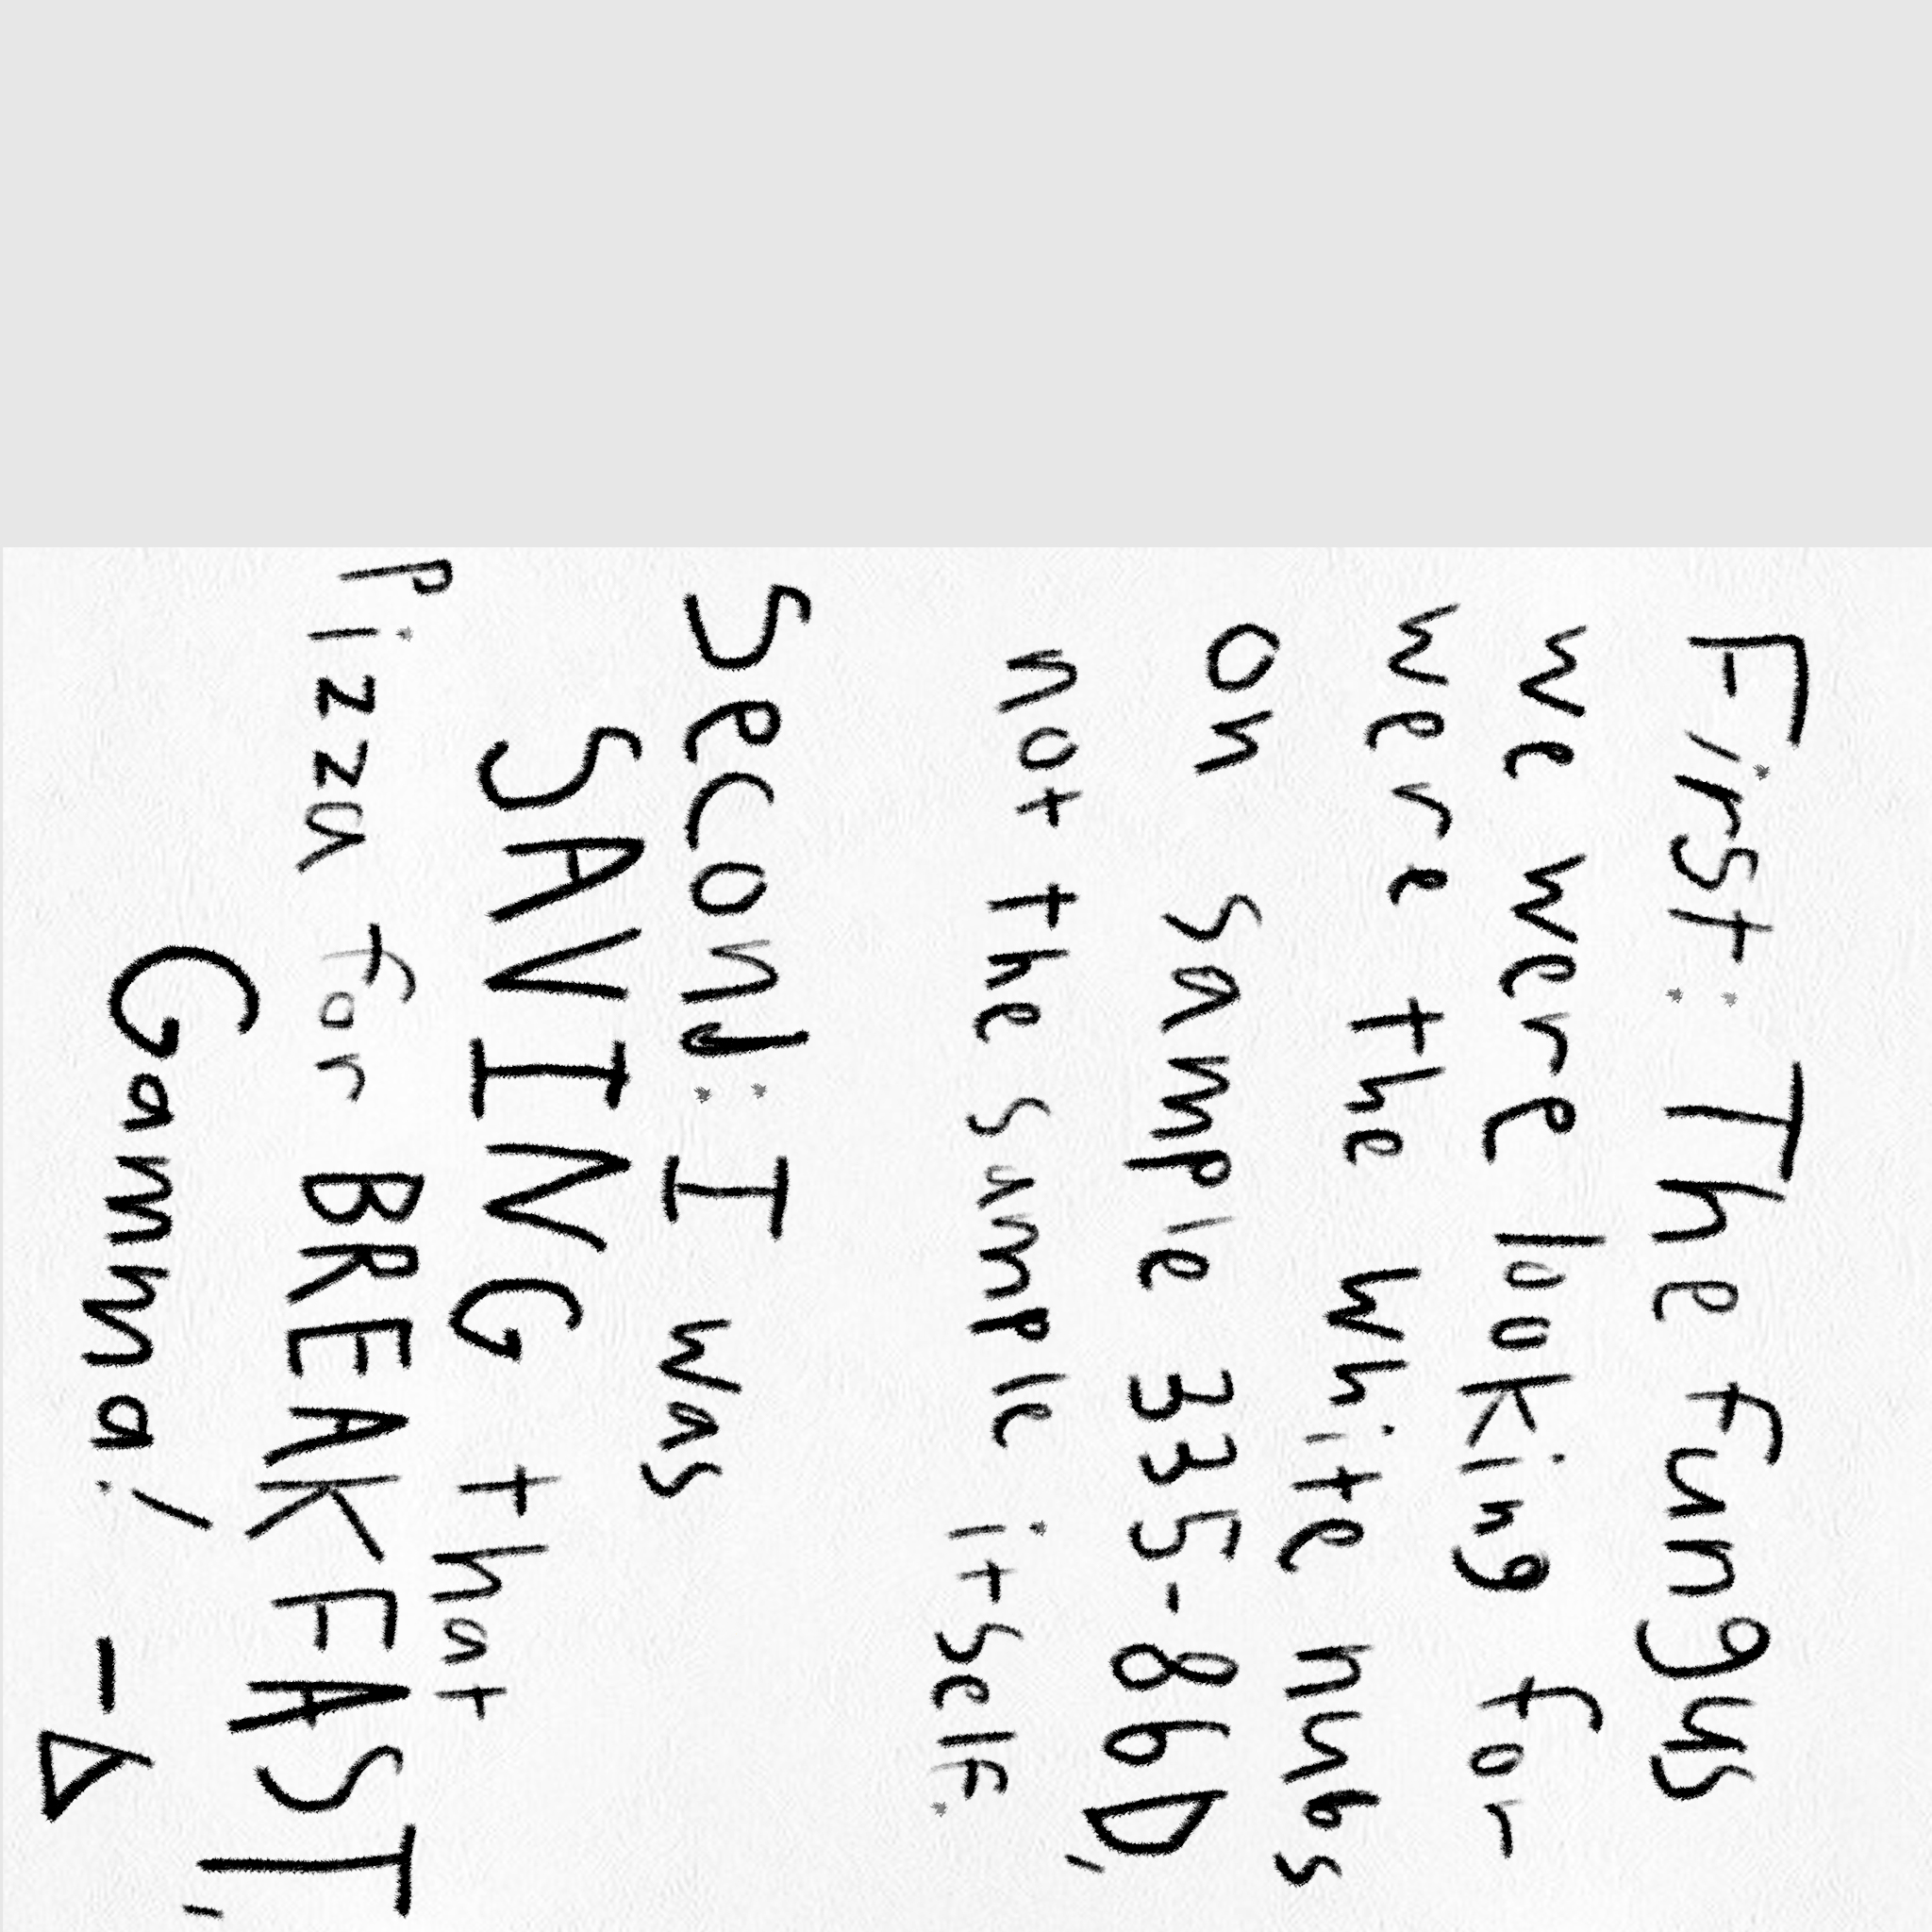 First: The fungus
we were looking for
were the white nubs
on sample 335-86D,
not the sample itself.
Second: I was
SAVING that
Pizza for BREAKFAST,
Gamma! -Δ